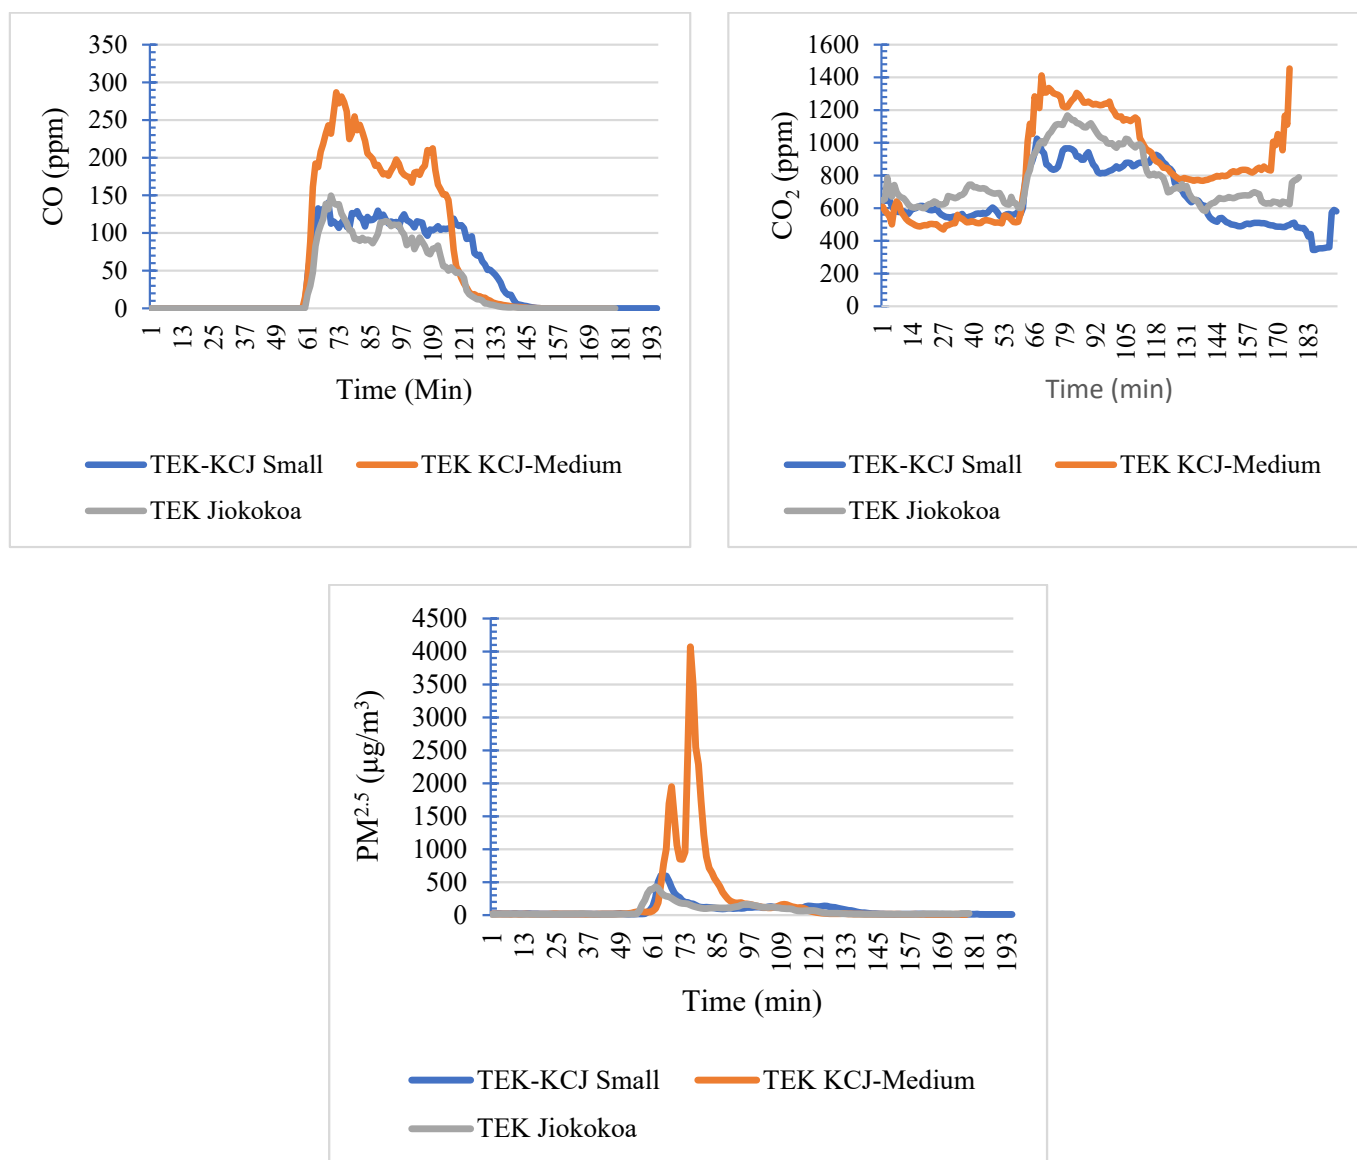 350
300
250
200
150
100
50
0
CO (ppm)
1 13 25 37 49 61 73 85 97 109 121 133 145 157 169 181 193
Time (Min)
TEK-KCJ Small TEK KCJ-Medium
TEK Jiokokoa
1600
1400
1200
1000
800
600
400
200
0
CO₂ (ppm)
1 14 27 40 53 66 79 92 105 118 131 144 157 170 183
Time (min)
TEK-KCJ Small TEK KCJ-Medium
TEK Jiokokoa
4500
4000
3500
3000
2500
2000
1500
1000
500
0
PM²·⁵ (µg/m³)
1 13 25 37 49 61 73 85 97 109 121 133 145 157 169 181 193
Time (min)
TEK-KCJ Small TEK KCJ-Medium
TEK Jiokokoa